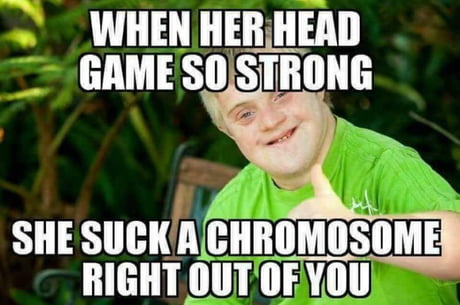 WHEN HER HEAD
GAME SO STRONG
SHE SUCK A CHROMOSOME
RIGHT OUT OF YOU